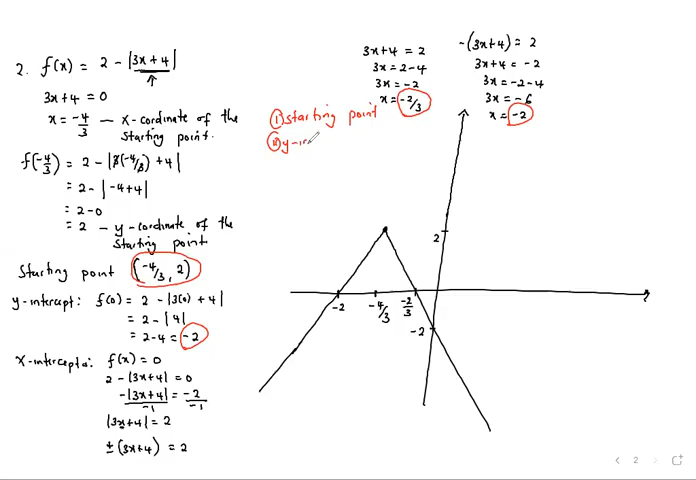 2. f(x) = 2 - |3x + 4|
3x + 4 = 0
x = -4/3 — x-cordinate of the
starting point.
f(-4/3) = 2 - |3(-4/3) + 4|
= 2 - |-4+4|
= 2-0
= 2 - y-cordinate of the
starting point
Starting point (-4/3, 2)
y-intercept: f(0) = 2 - |3(0) + 4|
= 2 - |4|
= 2-4 = -2
x-intercepts: f(x) = 0
2 - |3x+4| = 0
-|3x+4|/-1 = -2/-1
|3x+4| = 2
±(3x+4) = 2
3x+4 = 2
3x = 2-4
3x = -2
x = -2/3
-(3x+4) = 2
3x+4 = -2
3x = -2-4
3x = -6
x = -2
① starting point
② y-in
2
-2
-4/3
-2/3
-2
2